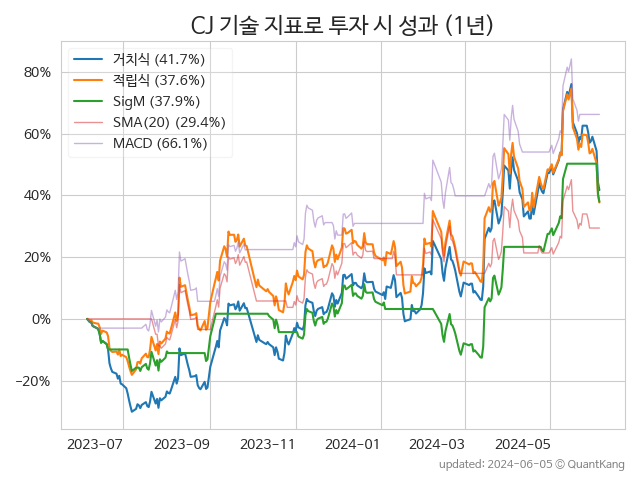 CJ 기술 지표로 투자 시 성과 (1년)
거치식 (41.7%)
적립식 (37.6%)
SigM (37.9%)
SMA(20) (29.4%)
MACD (66.1%)
80%
60%
40%
20%
0%
−20%
2023-07 2023-09 2023-11 2024-01 2024-03 2024-05
updated: 2024-06-05 ⓒ QuantKang